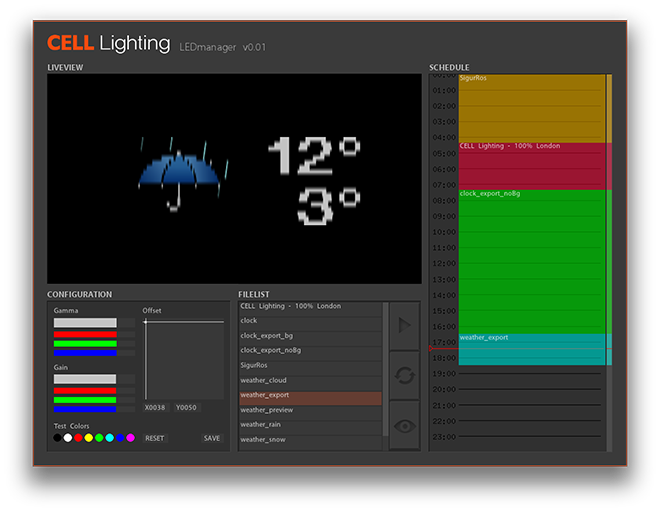 CELL Lighting LEDmanager v0.01
LIVEVIEW
12°
3°
SCHEDULE
00:00 SigurRos
01:00
02:00
03:00
04:00
CELL Lighting - 100% London
05:00
06:00
07:00
clock_export_noBg
08:00
09:00
10:00
11:00
12:00
13:00
14:00
15:00
16:00
weather_export
17:00
18:00
19:00
20:00
21:00
22:00
23:00
CONFIGURATION
Gamma
Offset
Gain
X0038 Y0050
Test Colors
RESET SAVE
FILELIST
CELL Lighting - 100% London
clock
clock_export_bg
clock_export_noBg
SigurRos
weather_cloud
weather_export
weather_preview
weather_rain
weather_snow